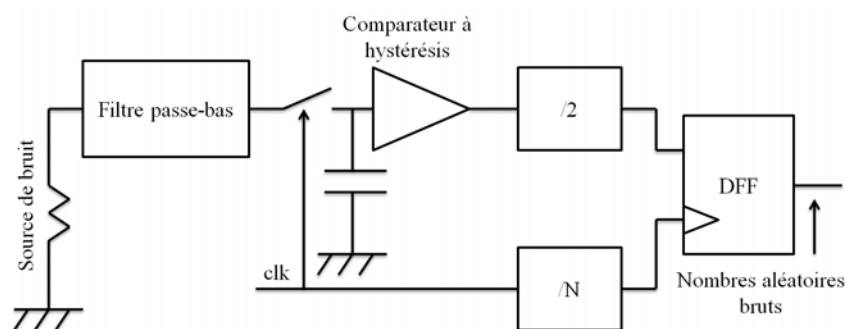 Comparateur à
hystérésis
Filtre passe-bas
/2
Source de bruit
DFF
clk
/N
Nombres aléatoires
bruts